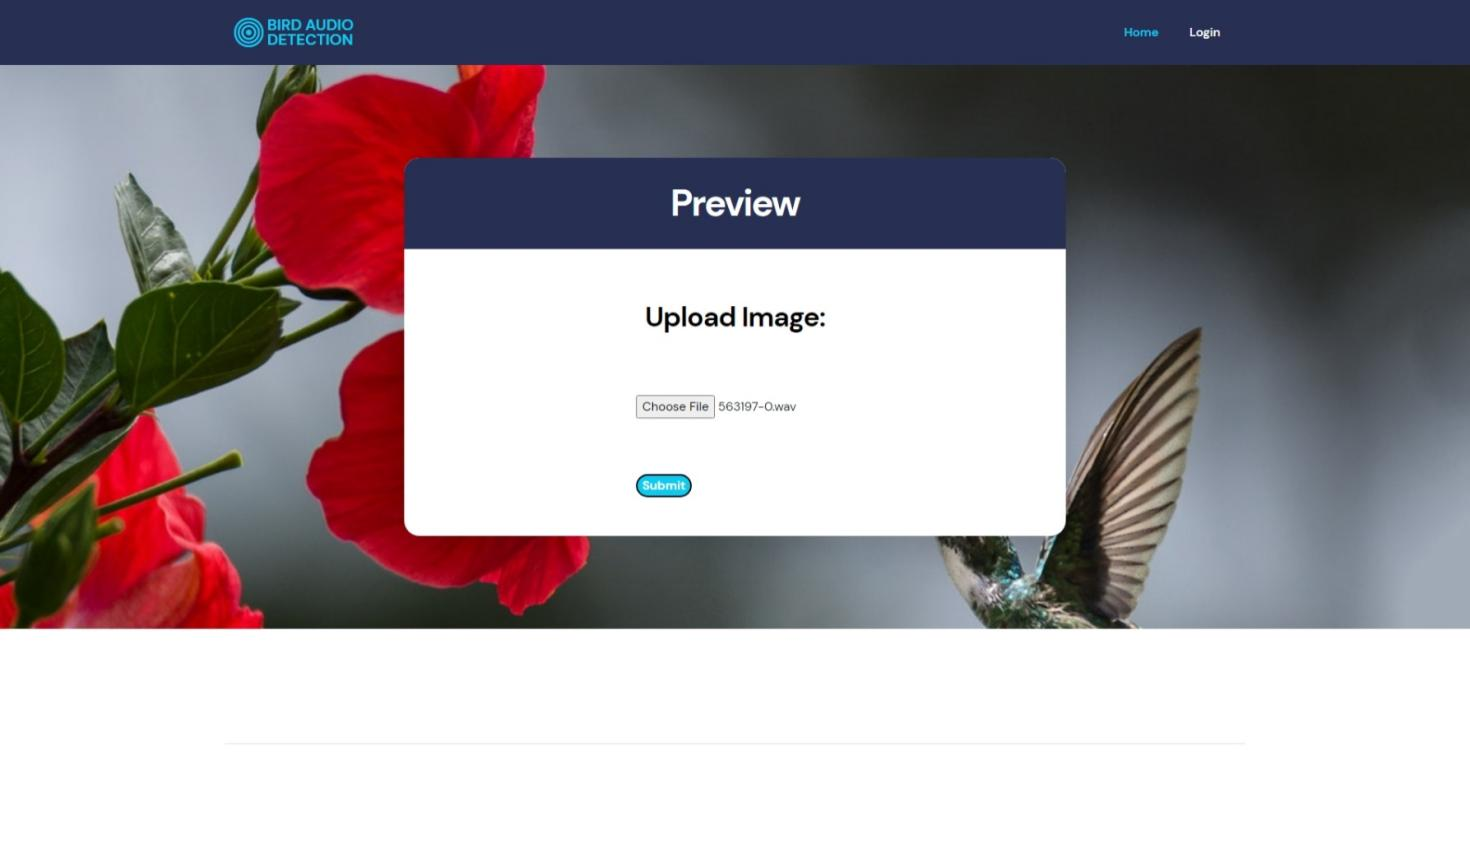 BIRD AUDIO
DETECTION
Home Login
Preview
Upload Image:
Choose File 563197-0.wav
Submit